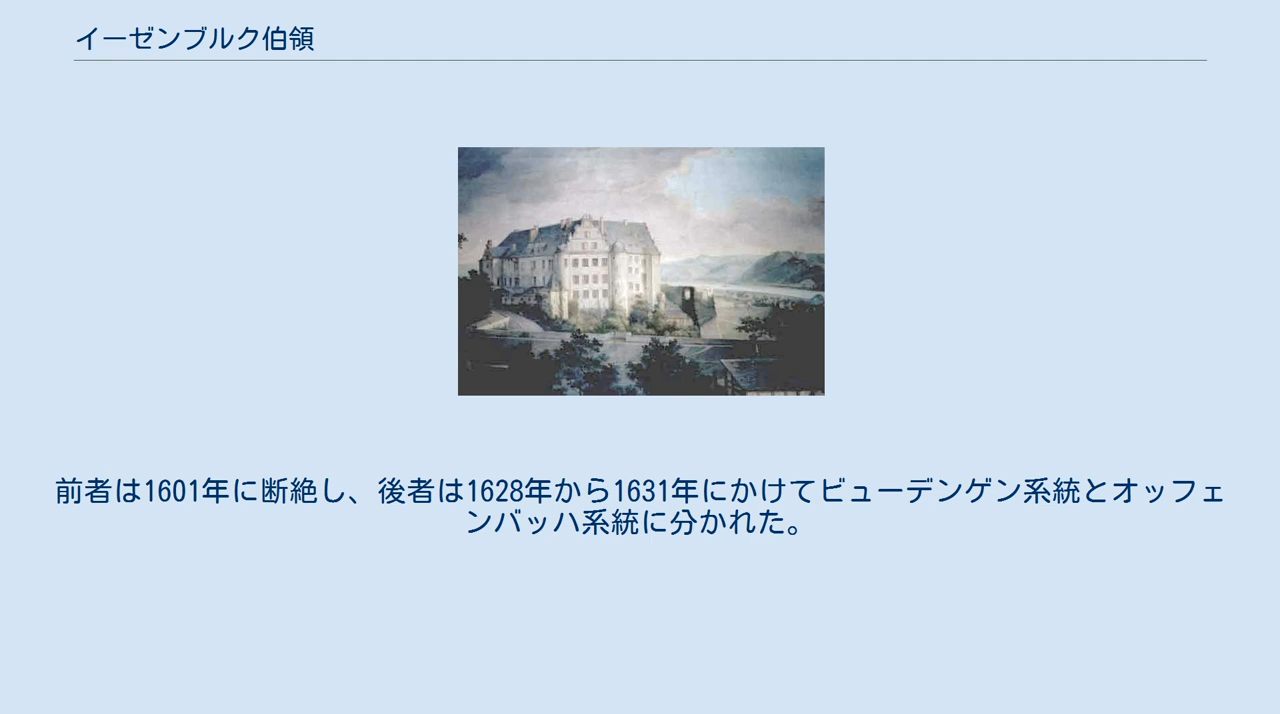 イーゼンブルク伯領
前者は1601年に断絶し、後者は1628年から1631年にかけてビューデンゲン系統とオッフェ
ンバッハ系統に分かれた。